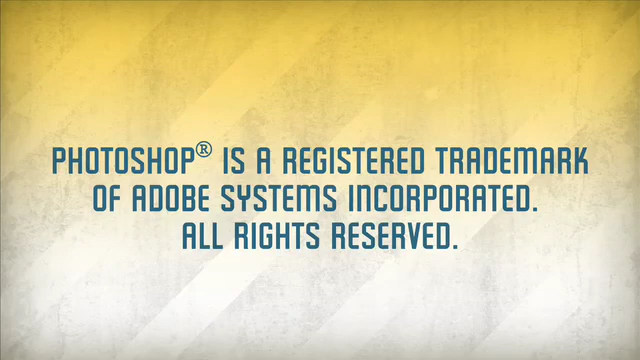 PHOTOSHOP® IS A REGISTERED TRADEMARK
OF ADOBE SYSTEMS INCORPORATED.
ALL RIGHTS RESERVED.